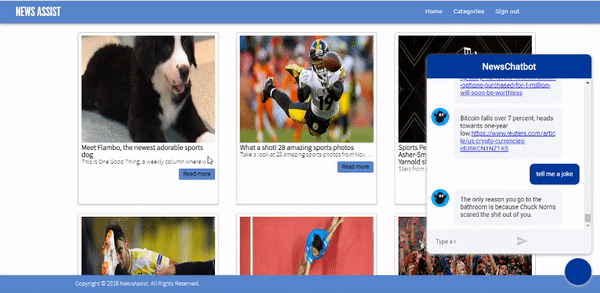 NEWS ASSIST
Home Categories Sign out
Meet Flambo, the newest adorable sports
dog
This is One Good Thing, a weekly column where w
Read more
What a shot! 28 amazing sports photos
Take a look at 28 amazing sports photos from Nov...
Read more
Sports Pe
Asher-Sm
Yarnold sh
Stars from
NewsChatbot
-options-purchased-for-1-million
-will-soon-be-worthless
Bitcoin falls over 7 percent, heads
towards one-year
low:https://www.reuters.com/artic
le/us-crypto-currencies-
idUSKCN1NZ1AS
tell me a joke
The only reason you go to the
bathroom is because Chuck Norris
scared the shit out of you.
Type a
Copyright © 2018 NewsAssist. All Rights Reserved.